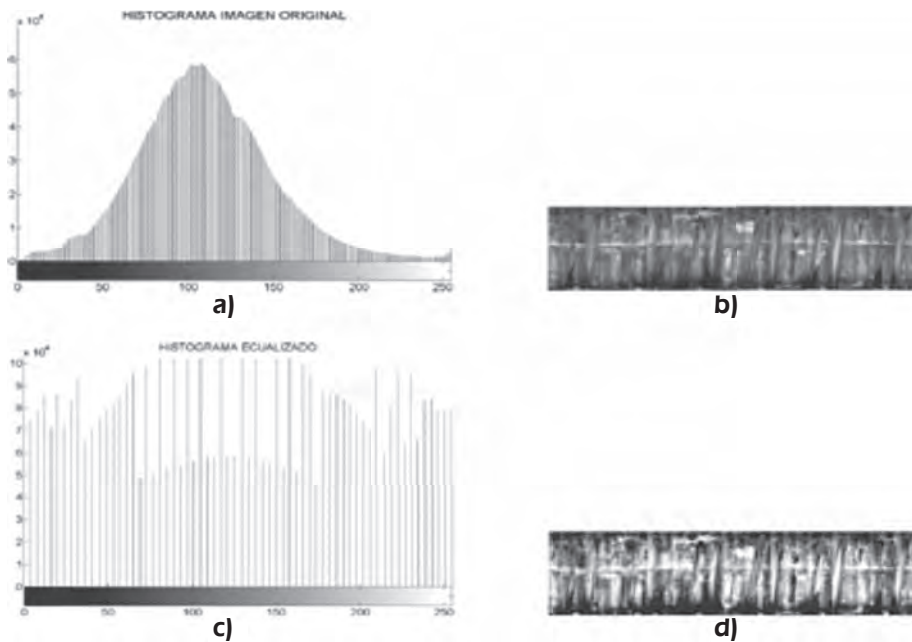 HISTOGRAMA IMAGEN ORIGINAL
x 10⁴
6
5
4
3
2
1
0
0 50 100 150 200 250
a)
b)
HISTOGRAMA ECUALIZADO
x 10⁴
10
9
8
7
6
5
4
3
2
1
0
0 50 100 150 200 250
c)
d)